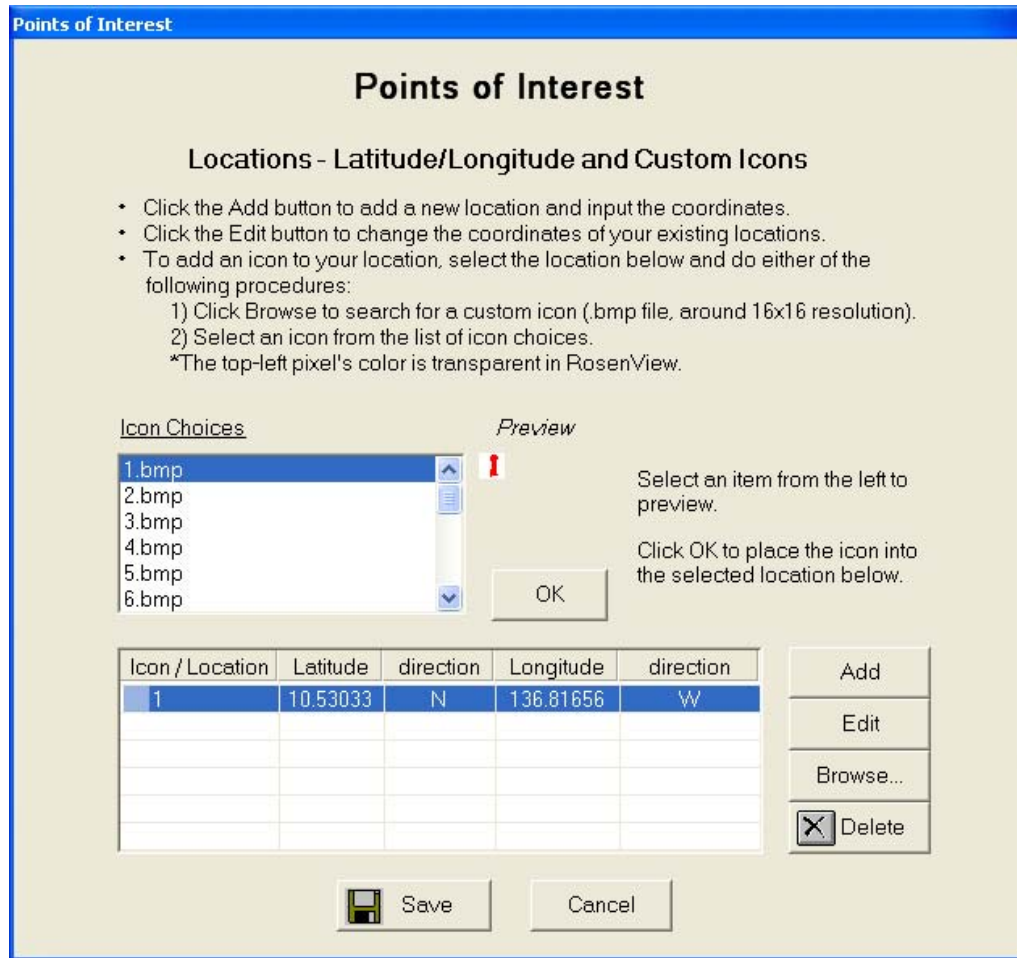 Points of Interest
Points of Interest
Locations - Latitude/Longitude and Custom Icons
• Click the Add button to add a new location and input the coordinates.
• Click the Edit button to change the coordinates of your existing locations.
• To add an icon to your location, select the location below and do either of the
following procedures:
1) Click Browse to search for a custom icon (.bmp file, around 16x16 resolution).
2) Select an icon from the list of icon choices.
*The top-left pixel's color is transparent in RosenView.
Icon Choices
Preview
1.bmp
2.bmp
3.bmp
4.bmp
5.bmp
6.bmp
Select an item from the left to
preview.
Click OK to place the icon into
the selected location below.
OK
Icon / Location Latitude direction Longitude direction
1 10.53033 N 136.81656 W
Add
Edit
Browse...
Delete
Save
Cancel